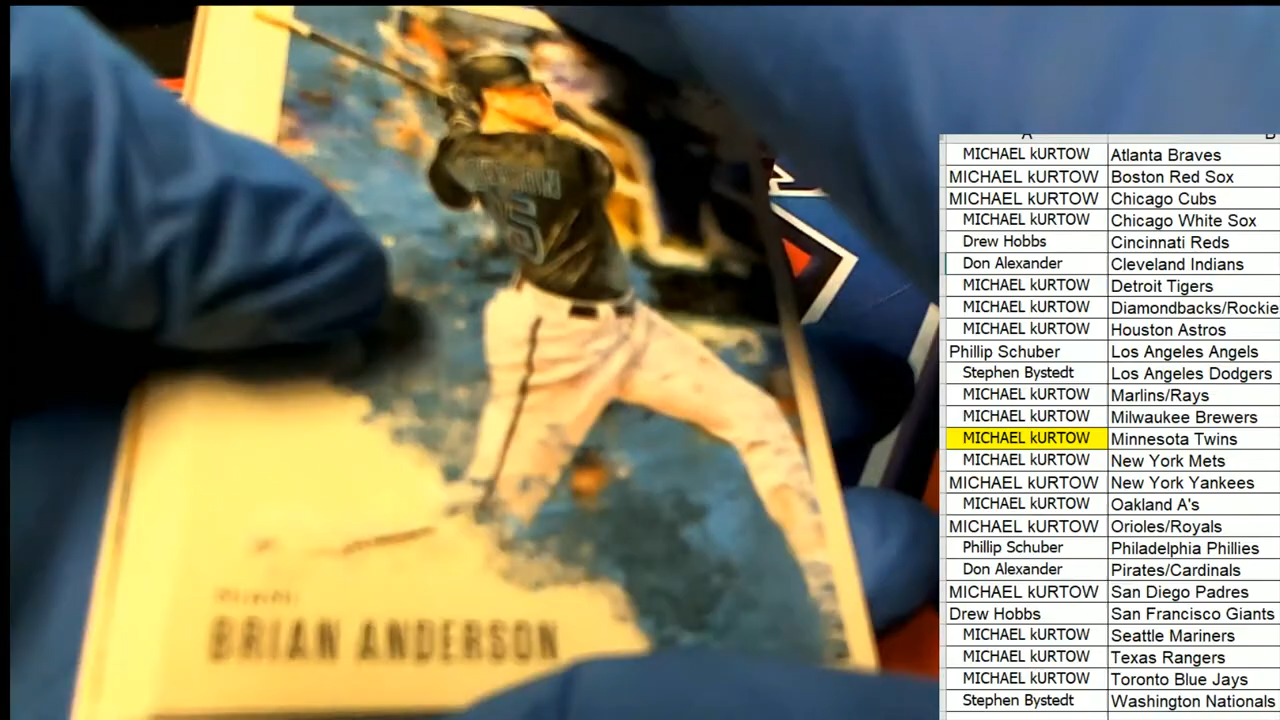 BRIAN ANDERSON
MICHAEL kURTOW Atlanta Braves
MICHAEL kURTOW Boston Red Sox
MICHAEL kURTOW Chicago Cubs
MICHAEL kURTOW Chicago White Sox
Drew Hobbs Cincinnati Reds
Don Alexander Cleveland Indians
MICHAEL kURTOW Detroit Tigers
MICHAEL kURTOW Diamondbacks/Rockie
MICHAEL kURTOW Houston Astros
Phillip Schuber Los Angeles Angels
Stephen Bystedt Los Angeles Dodgers
MICHAEL kURTOW Marlins/Rays
MICHAEL kURTOW Milwaukee Brewers
MICHAEL kURTOW Minnesota Twins
MICHAEL kURTOW New York Mets
MICHAEL kURTOW New York Yankees
MICHAEL kURTOW Oakland A's
MICHAEL kURTOW Orioles/Royals
Phillip Schuber Philadelphia Phillies
Don Alexander Pirates/Cardinals
MICHAEL kURTOW San Diego Padres
Drew Hobbs San Francisco Giants
MICHAEL kURTOW Seattle Mariners
MICHAEL kURTOW Texas Rangers
MICHAEL kURTOW Toronto Blue Jays
Stephen Bystedt Washington Nationals